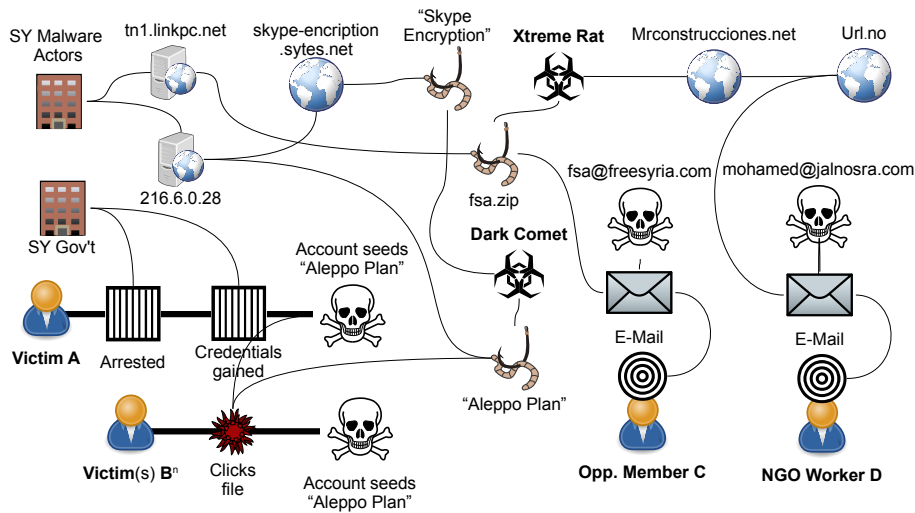 SY Malware
Actors
tn1.linkpc.net
skype-encription
.sytes.net
“Skype
Encryption”
Xtreme Rat
Mrconstrucciones.net
Url.no
216.6.0.28
fsa.zip
fsa@freesyria.com
mohamed@jalnosra.com
SY Gov't
Account seeds
“Aleppo Plan”
Dark Comet
Victim A
Arrested
Credentials
gained
E-Mail
E-Mail
“Aleppo Plan”
Victim(s) Bⁿ
Clicks
file
Account seeds
“Aleppo Plan”
Opp. Member C
NGO Worker D